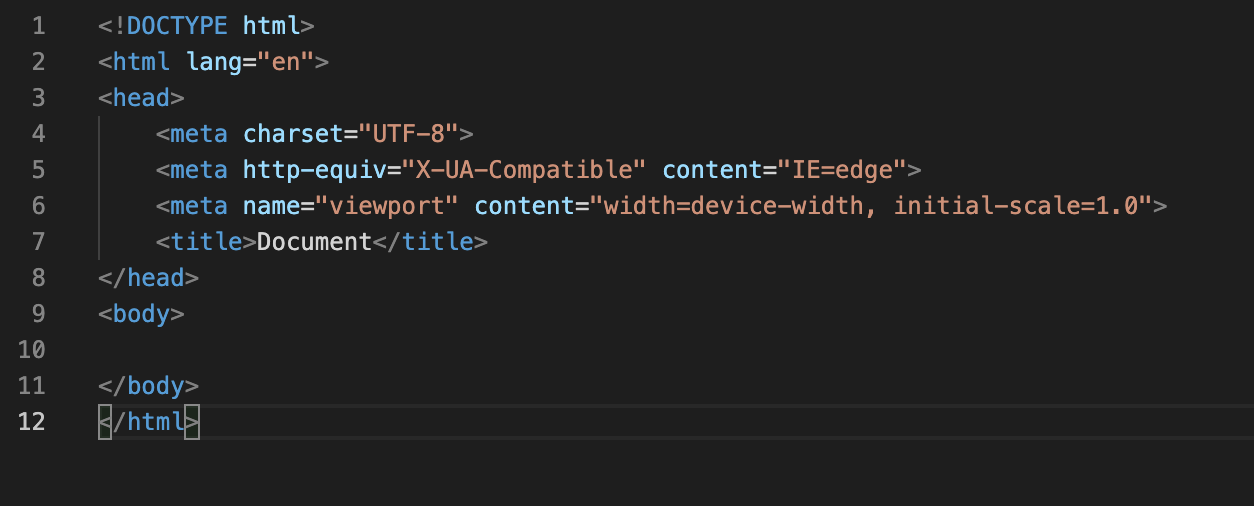 1 <!DOCTYPE html>
2 <html lang="en">
3 <head>
4     <meta charset="UTF-8">
5     <meta http-equiv="X-UA-Compatible" content="IE=edge">
6     <meta name="viewport" content="width=device-width, initial-scale=1.0">
7     <title>Document</title>
8 </head>
9 <body>
10
11 </body>
12 </html>